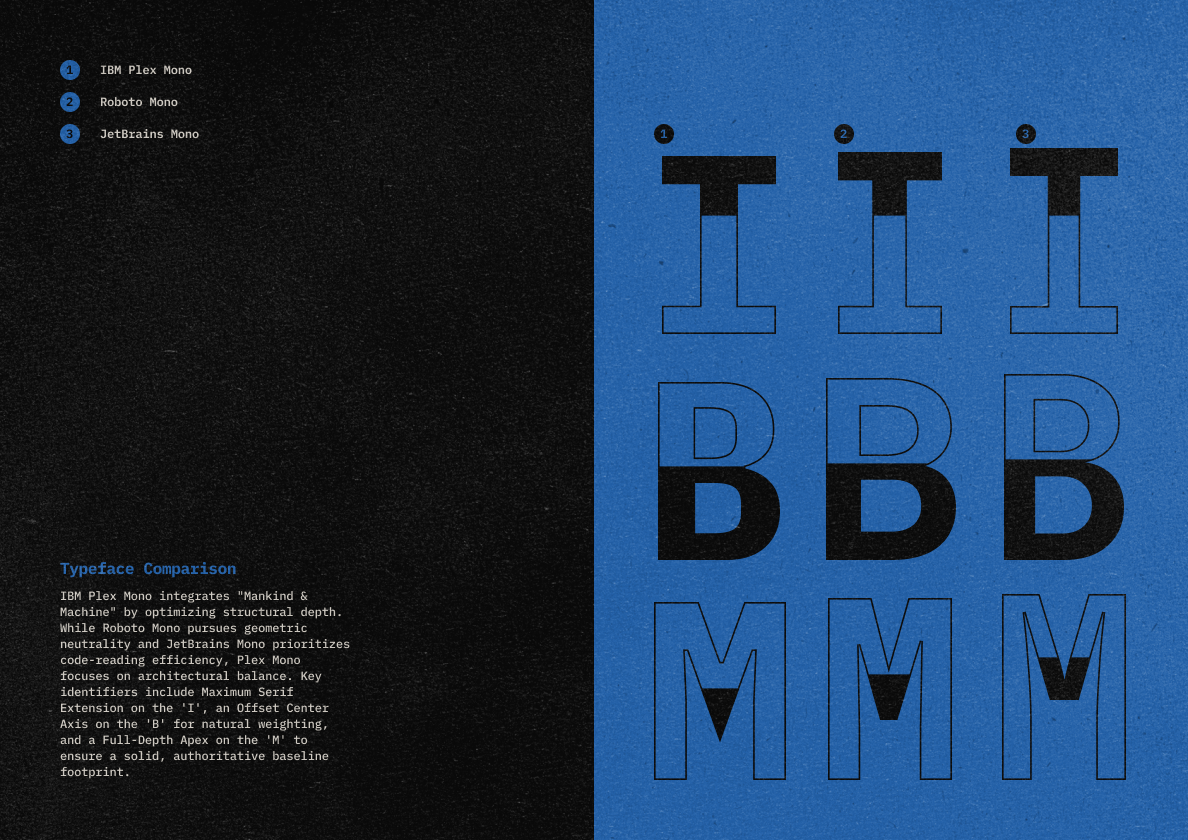 1 IBM Plex Mono
2 Roboto Mono
3 JetBrains Mono
Typeface Comparison
IBM Plex Mono integrates "Mankind &
Machine" by optimizing structural depth.
While Roboto Mono pursues geometric
neutrality and JetBrains Mono prioritizes
code-reading efficiency, Plex Mono
focuses on architectural balance. Key
identifiers include Maximum Serif
Extension on the 'I', an Offset Center
Axis on the 'B' for natural weighting,
and a Full-Depth Apex on the 'M' to
ensure a solid, authoritative baseline
footprint.
1 2 3
I I I
B B B
M M M